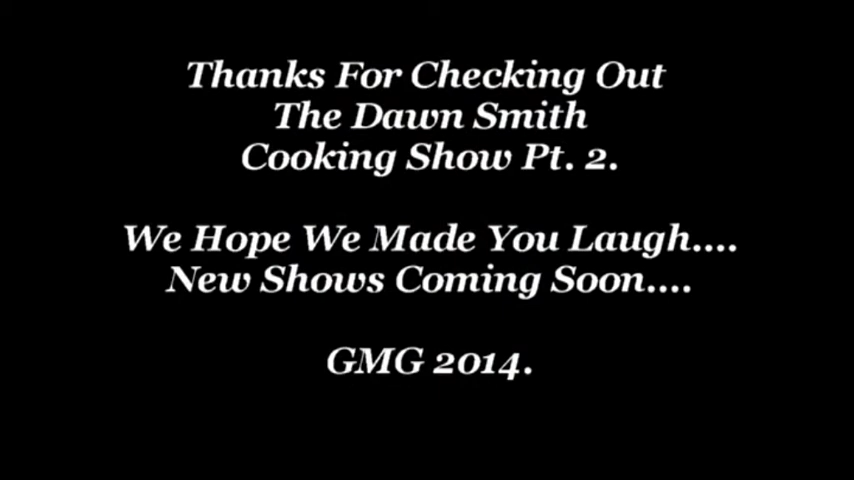 Thanks For Checking Out
The Dawn Smith
Cooking Show Pt. 2.
We Hope We Made You Laugh....
New Shows Coming Soon....
GMG 2014.